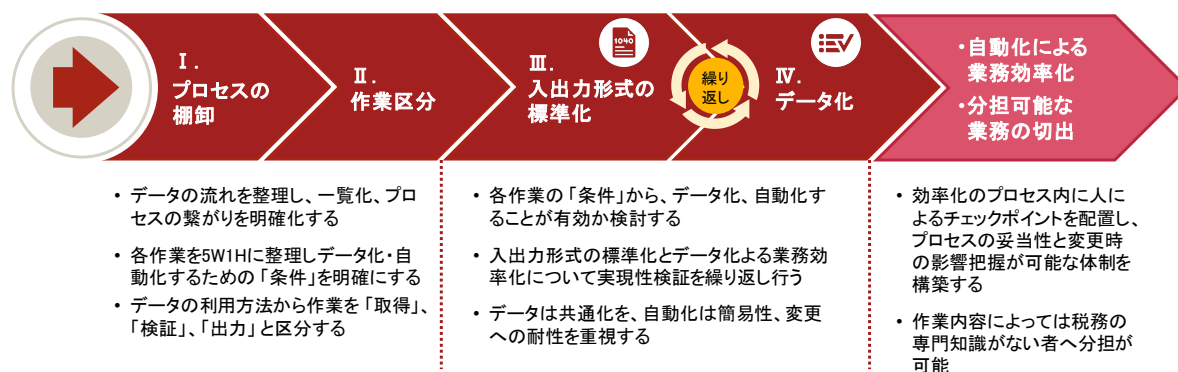 Ⅰ.
プロセスの
棚卸
Ⅱ.
作業区分
1040
Ⅲ.
入出力形式の
標準化
繰り
返し
Ⅳ.
データ化
・自動化による
業務効率化
・分担可能な
業務の切出
• データの流れを整理し、一覧化、プロ
セスの繋がりを明確化する
• 各作業を5W1Hに整理しデータ化・自
動化するための「条件」を明確にする
• データの利用方法から作業を「取得」、
「検証」、「出力」と区分する
• 各作業の「条件」から、データ化、自動化す
ることが有効か検討する
• 入出力形式の標準化とデータ化よる業務効
率化について実現性検証を繰り返し行う
• データは共通化を、自動化は簡易性、変更
への耐性を重視する
• 効率化のプロセス内に人に
よるチェックポイントを配置し、
プロセスの妥当性と変更時
の影響把握が可能な体制を
構築する
• 作業内容によっては税務の
専門知識がない者へ分担が
可能